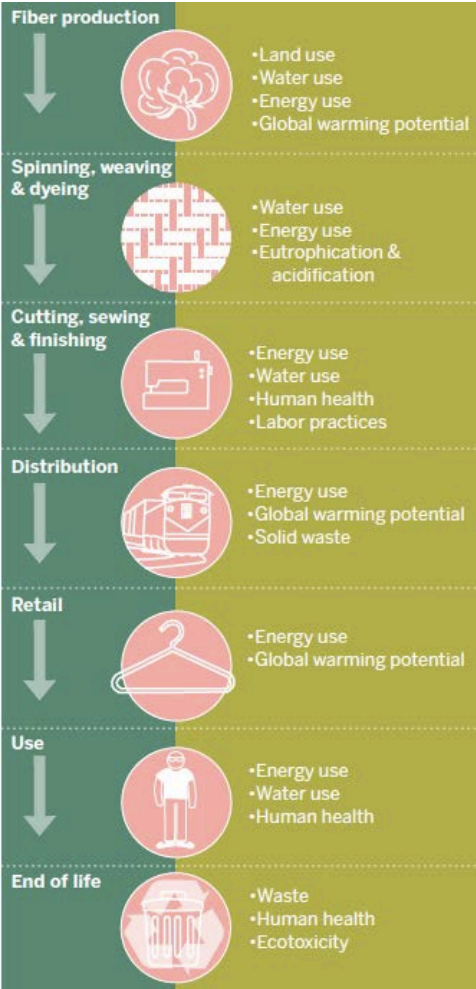 Fiber production
•Land use
•Water use
•Energy use
•Global warming potential
Spinning, weaving
& dyeing
•Water use
•Energy use
•Eutrophication &
acidification
Cutting, sewing
& finishing
•Energy use
•Water use
•Human health
•Labor practices
Distribution
•Energy use
•Global warming potential
•Solid waste
Retail
•Energy use
•Global warming potential
Use
•Energy use
•Water use
•Human health
End of life
•Waste
•Human health
•Ecotoxicity